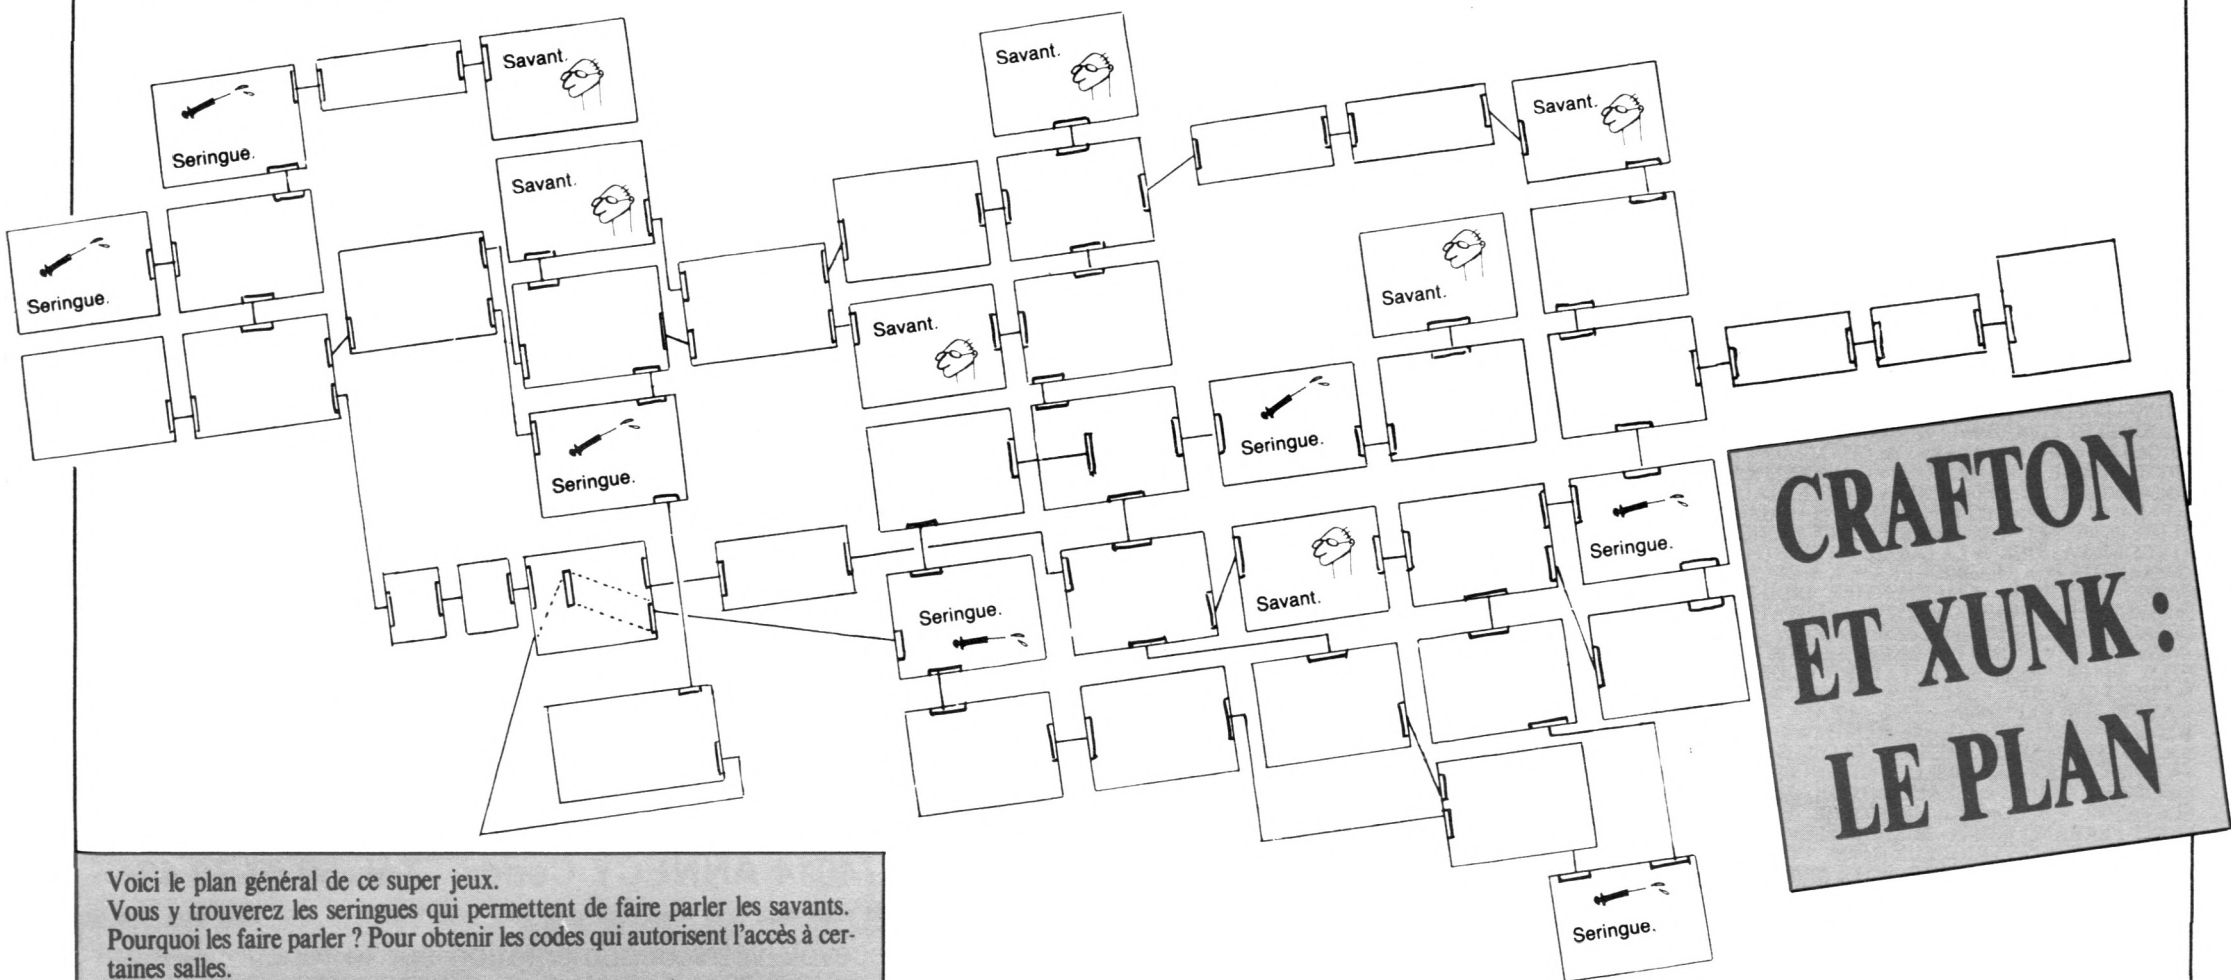 Savant.
Savant.
Seringue.
Savant.
Savant.
Seringue.
Savant.
Savant.
Seringue.
Seringue.
Seringue.
Savant.
Seringue.
Seringue.
Seringue.
CRAFTON
ET XUNK :
LE PLAN
Voici le plan général de ce super jeux.
Vous y trouverez les seringues qui permettent de faire parler les savants.
Pourquoi les faire parler ? Pour obtenir les codes qui autorisent l'accès à cer-
taines salles.